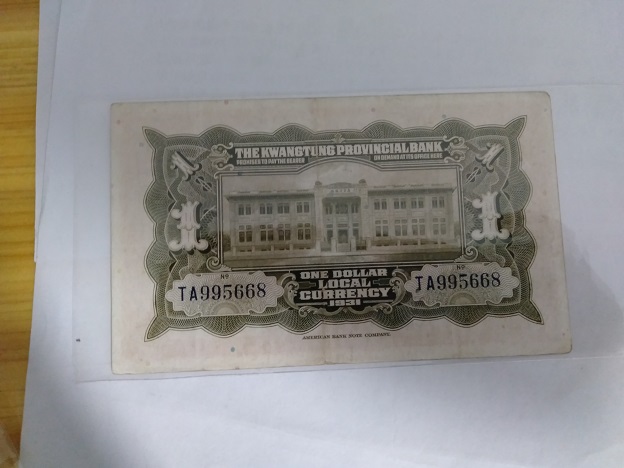 THE KWANGTUNG PROVINCIAL BANK
PROMISES TO PAY THE BEARER ON DEMAND AT ITS OFFICE HERE
1 1
1 1
ONE DOLLAR
LOCAL
CURRENCY
1931
Nº Nº
TA995668 TA995668
AMERICAN BANK NOTE COMPANY.